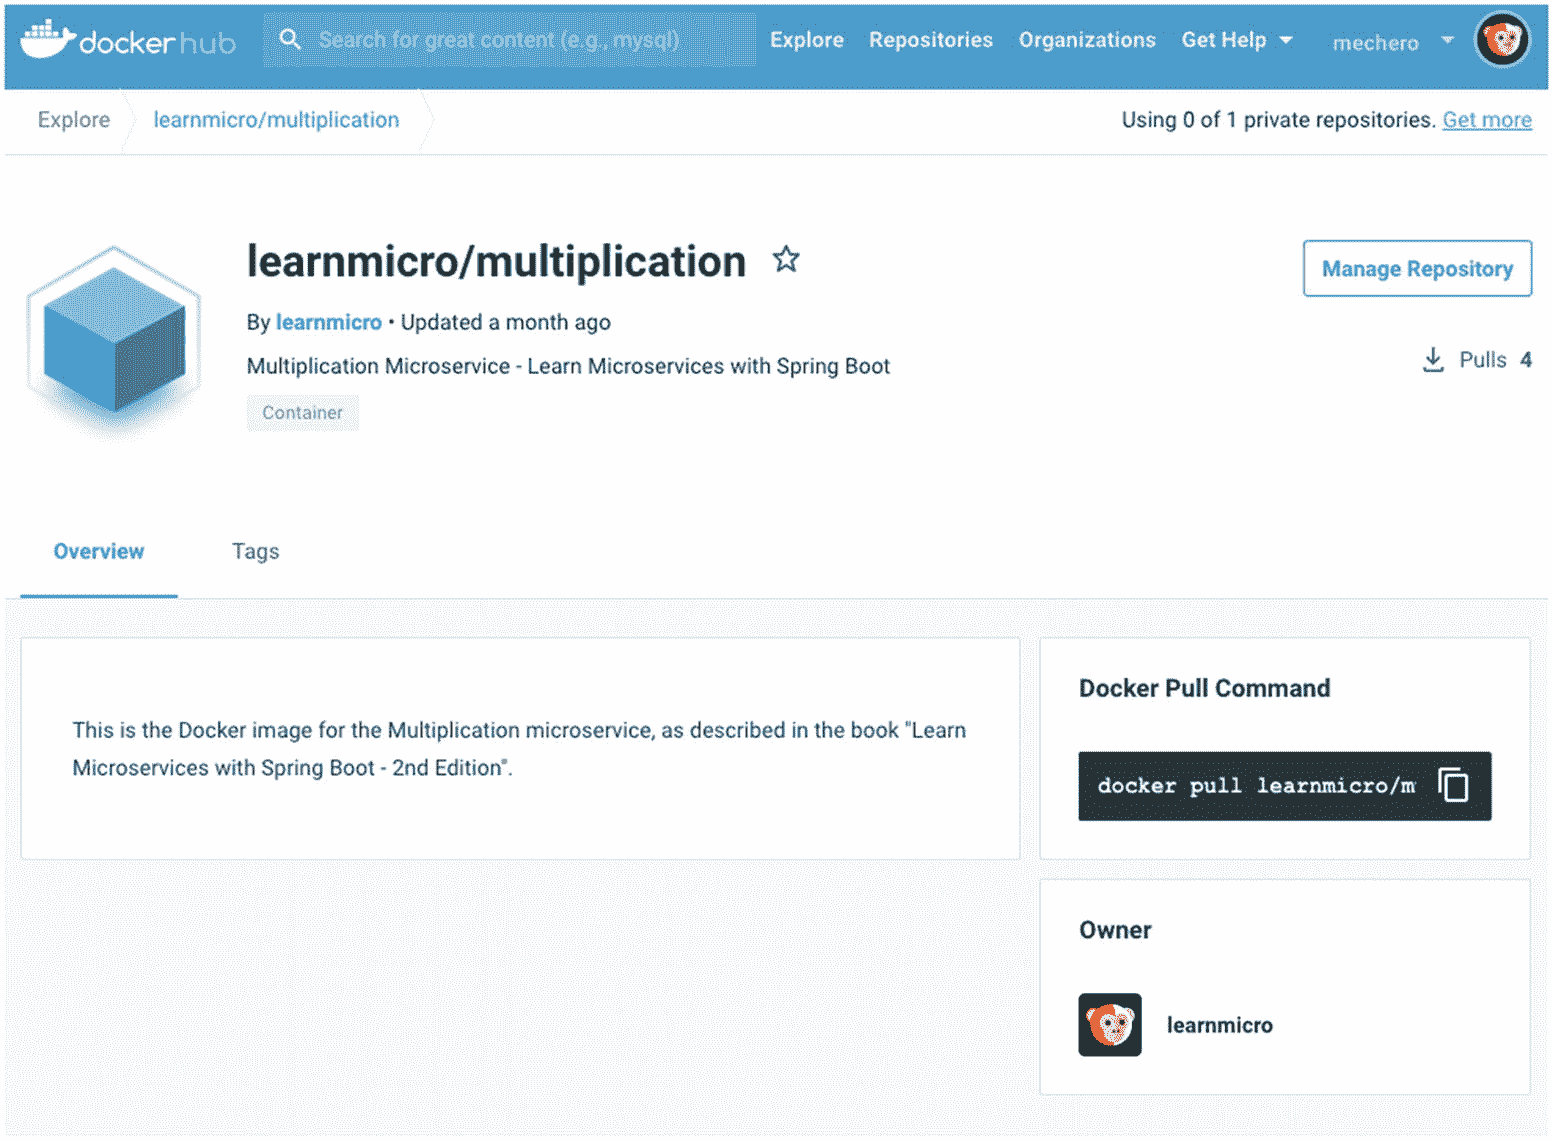 docker hub
Search for great content (e.g., mysql)
Explore Repositories Organizations Get Help mechero
Explore learnmicro/multiplication
Using 0 of 1 private repositories. Get more
learnmicro/multiplication
Manage Repository
By learnmicro • Updated a month ago
Pulls 4
Multiplication Microservice - Learn Microservices with Spring Boot
Container
Overview Tags
This is the Docker image for the Multiplication microservice, as described in the book "Learn
Microservices with Spring Boot - 2nd Edition".
Docker Pull Command
docker pull learnmicro/m
Owner
learnmicro